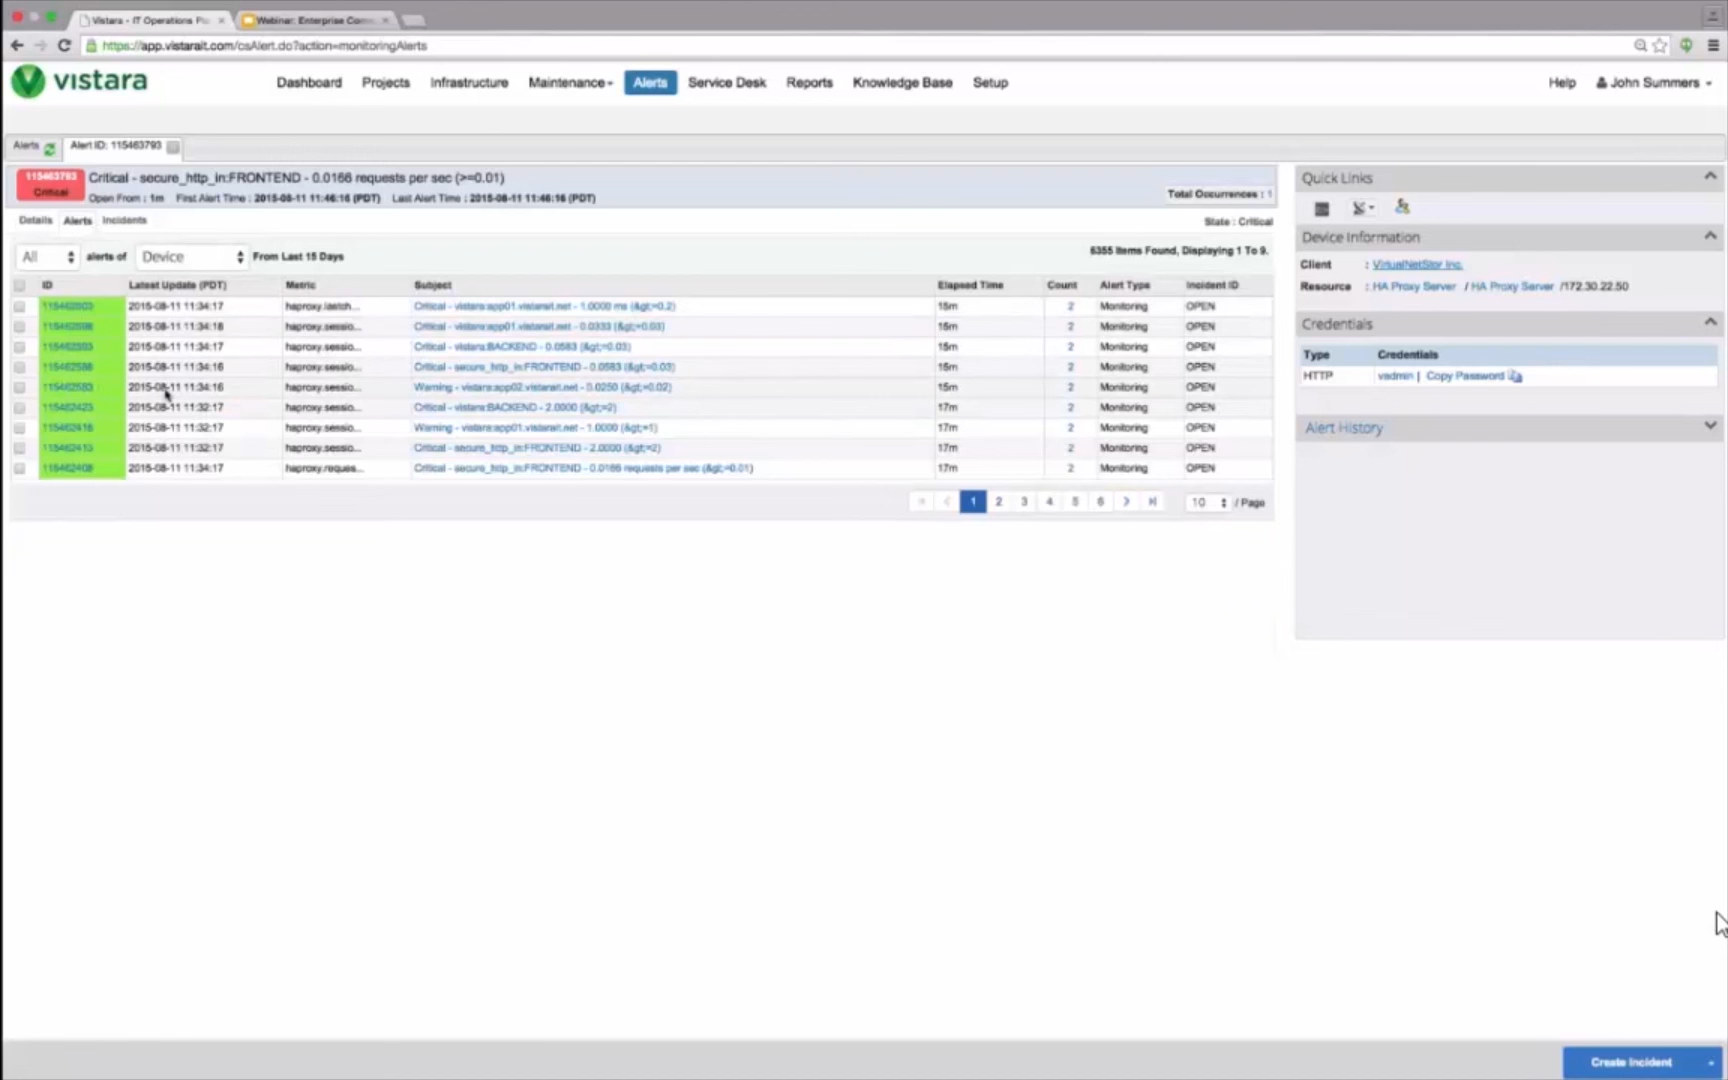 Vistara - IT Operations Pla
Webinar: Enterprise Com
https://app.vistarait.com/csAlert.do?action=monitoringAlerts
vistara
Dashboard Projects Infrastructure Maintenance Alerts Service Desk Reports Knowledge Base Setup
Help John Summers
Alerts Alert ID: 115463793
115463793 Critical - secure_http_in:FRONTEND - 0.0166 requests per sec (>=0.01)
Critical Open From : 1m First Alert Time : 2015-08-11 11:46:16 (PDT) Last Alert Time : 2015-08-11 11:46:16 (PDT) Total Occurrences : 1
Details Alerts Incidents State : Critical
All alerts of Device From Last 15 Days 6355 Items Found, Displaying 1 To 9.
ID Latest Update (PDT) Metric Subject Elapsed Time Count Alert Type Incident ID
2015-08-11 11:34:17 Critical - vistara:app01.vistarait.net - 1.0000 ms (&gt;=0.2) 15m 2 Monitoring OPEN
2015-08-11 11:34:18 haproxy.sessio... Critical - vistara:app01.vistarait.net - 0.0333 (&gt;=0.03) 15m 2 Monitoring OPEN
2015-08-11 11:34:17 haproxy.sessio... Critical - vistara:BACKEND - 0.0583 (&gt;=0.03) 15m 2 Monitoring OPEN
2015-08-11 11:34:16 haproxy.sessio... Critical - secure_http_in:FRONTEND - 0.0583 (&gt;=0.03) 15m 2 Monitoring OPEN
2015-08-11 11:34:16 haproxy.sessio... Warning - vistara:app02.vistarait.net - 0.0250 (&gt;=0.02) 15m 2 Monitoring OPEN
115462423 2015-08-11 11:32:17 haproxy.sessio... Critical - vistara:BACKEND - 2.0000 (&gt;=2) 17m 2 Monitoring OPEN
115462418 2015-08-11 11:32:17 haproxy.sessio... Warning - vistara:app01.vistarait.net - 1.0000 (&gt;=1) 17m 2 Monitoring OPEN
115462413 2015-08-11 11:32:17 haproxy.sessio... Critical - secure_http_in:FRONTEND - 2.0000 (&gt;=2) 17m 2 Monitoring OPEN
115462408 2015-08-11 11:34:17 haproxy.reques... Critical - secure_http_in:FRONTEND - 0.0166 requests per sec (&gt;=0.01) 17m 2 Monitoring OPEN
1 2 3 4 5 6 10 / Page
Quick Links
Device Information
Client : VirtualNetStor Inc.
Resource : HA Proxy Server / HA Proxy Server /172.30.22.50
Credentials
Type Credentials
HTTP vadmin | Copy Password
Alert History
Create Incident